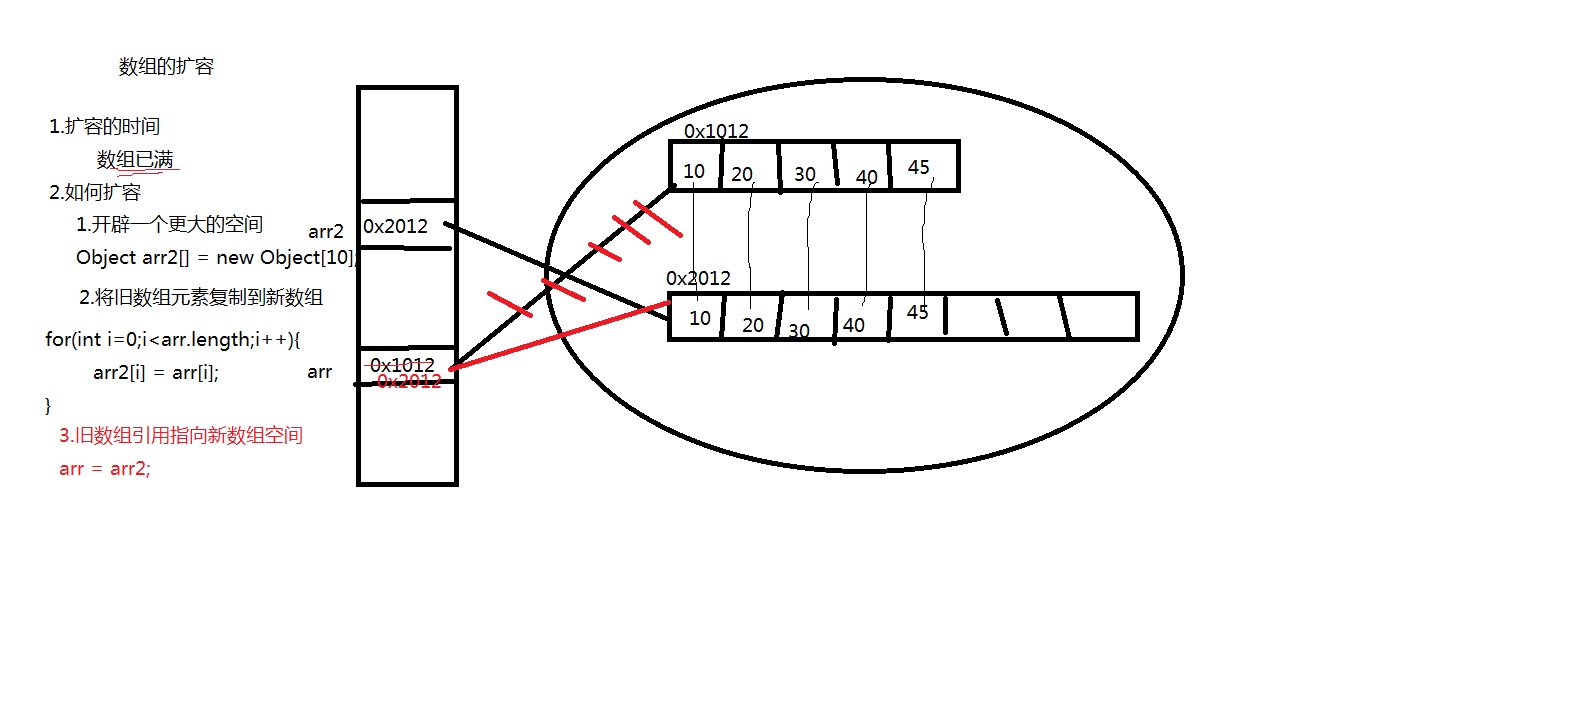 数组的扩容
1.扩容的时间
数组已满
2.如何扩容
1.开辟一个更大的空间
Object arr2[] = new Object[10];
2.将旧数组元素复制到新数组
for(int i=0;i<arr.length;i++){
arr2[i] = arr[i];
}
3.旧数组引用指向新数组空间
arr = arr2;
arr2
0x2012
arr
0x1012
0x2012
0x1012
10 20 30 40 45
0x2012
10 20 30 40 45